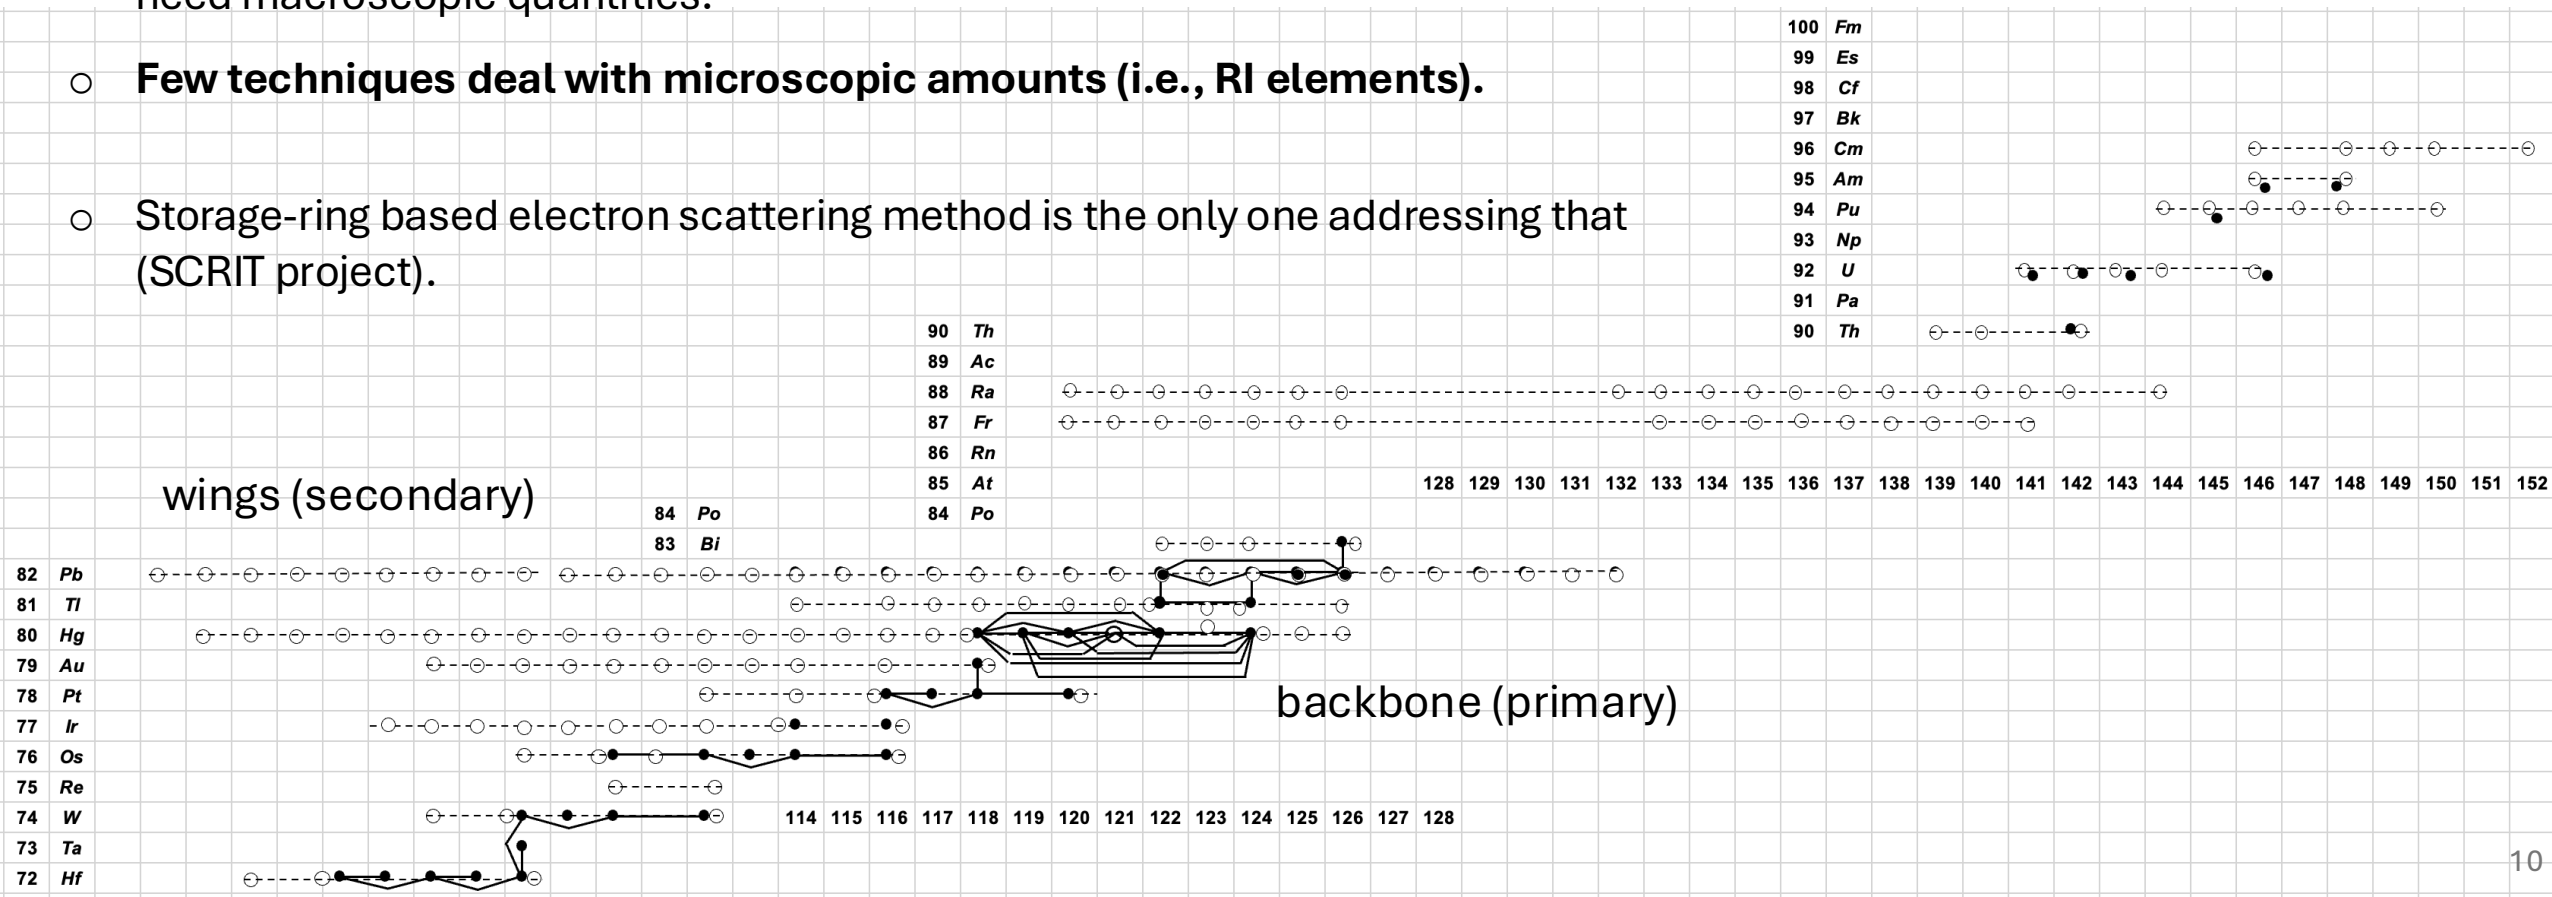 need macroscopic quantities.
100 Fm
99 Es
○ Few techniques deal with microscopic amounts (i.e., RI elements).
98 Cf
97 Bk
96 Cm
95 Am
○ Storage-ring based electron scattering method is the only one addressing that
94 Pu
93 Np
(SCRIT project).
92 U
91 Pa
90 Th 90 Th
89 Ac
88 Ra
87 Fr
86 Rn
85 At 128 129 130 131 132 133 134 135 136 137 138 139 140 141 142 143 144 145 146 147 148 149 150 151 152
wings (secondary)
84 Po 84 Po
83 Bi
82 Pb
81 Tl
80 Hg
79 Au
78 Pt
backbone (primary)
77 Ir
76 Os
75 Re
74 W 114 115 116 117 118 119 120 121 122 123 124 125 126 127 128
73 Ta
72 Hf
10